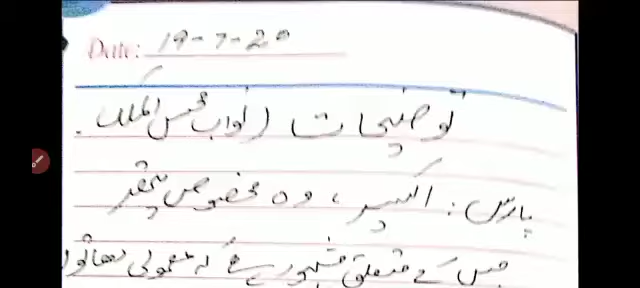 Date: 19-7-20
توضیحات (نواب محسن الملک
پارس: اکسیر، وہ مخصوص پتھر
جس کے متعلق مشہور ہے کہ معمولی دھاتوں